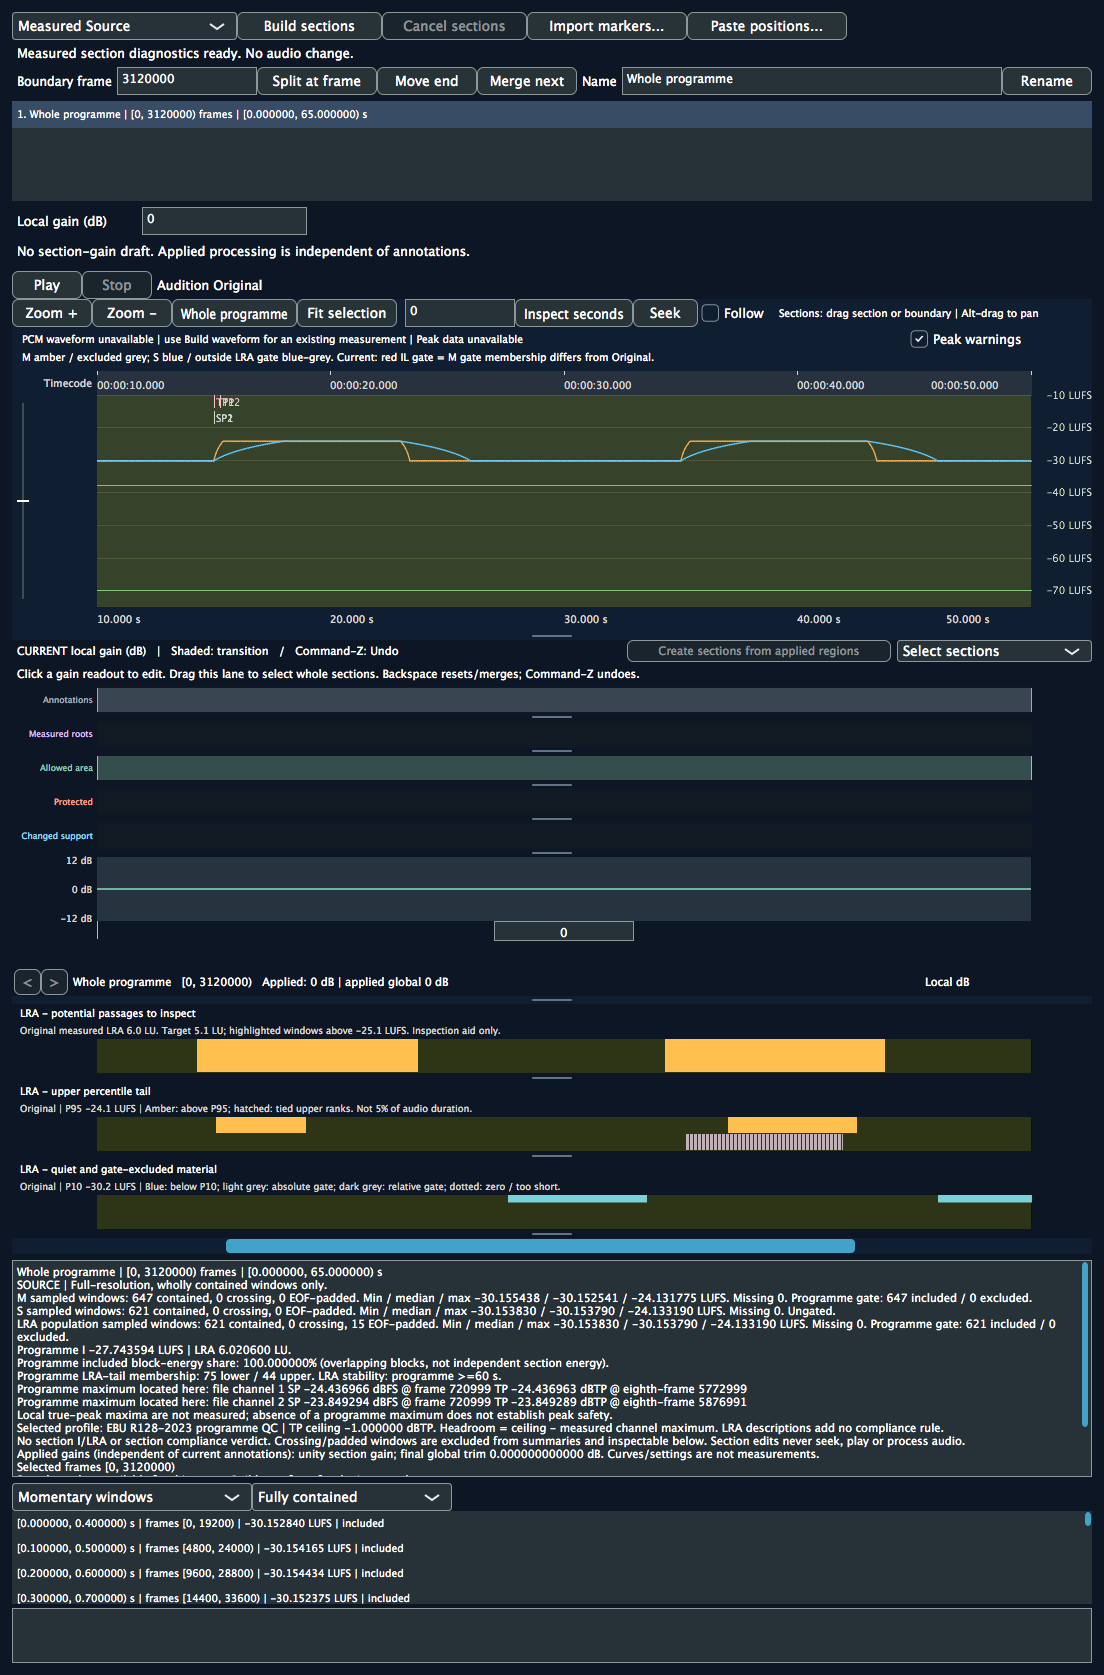 Measured Source Build sections Cancel sections Import markers... Paste positions...
Measured section diagnostics ready. No audio change.
Boundary frame 3120000 Split at frame Move end Merge next Name Whole programme Rename
1. Whole programme | [0, 3120000) frames | [0.000000, 65.000000) s
Local gain (dB) 0
No section-gain draft. Applied processing is independent of annotations.
Play Stop Audition Original
Zoom + Zoom − Whole programme Fit selection 0 Inspect seconds Seek Follow Sections: drag section or boundary | Alt-drag to pan
PCM waveform unavailable | use Build waveform for an existing measurement | Peak data unavailable Peak warnings
M amber / excluded grey; S blue / outside LRA gate blue-grey. Current: red IL gate = M gate membership differs from Original.
Timecode 00:00:10.000 00:00:20.000 00:00:30.000 00:00:40.000 00:00:50.000
-10 LUFS
-20 LUFS
-30 LUFS
-40 LUFS
-50 LUFS
-60 LUFS
-70 LUFS
10.000 s 20.000 s 30.000 s 40.000 s 50.000 s
CURRENT local gain (dB) | Shaded: transition / Command-Z: Undo Create sections from applied regions Select sections
Click a gain readout to edit. Drag this lane to select whole sections. Backspace resets/merges; Command-Z undoes.
Annotations
Measured roots
Allowed area
Protected
Changed support
12 dB
0 dB
-12 dB
0
< > Whole programme [0, 3120000) Applied: 0 dB | applied global 0 dB Local dB
LRA - potential passages to inspect
Original measured LRA 6.0 LU. Target 5.1 LU; highlighted windows above -25.1 LUFS. Inspection aid only.
LRA - upper percentile tail
Original | P95 -24.1 LUFS | Amber: above P95; hatched: tied upper ranks. Not 5% of audio duration.
LRA - quiet and gate-excluded material
Original | P10 -30.2 LUFS | Blue: below P10; light grey: absolute gate; dark grey: relative gate; dotted: zero / too short.
Whole programme | [0, 3120000) frames | [0.000000, 65.000000) s
SOURCE | Full-resolution, wholly contained windows only.
M sampled windows: 647 contained, 0 crossing, 0 EOF-padded. Min / median / max -30.155438 / -30.152541 / -24.131775 LUFS. Missing 0. Programme gate: 647 included / 0 excluded.
S sampled windows: 621 contained, 0 crossing, 0 EOF-padded. Min / median / max -30.153830 / -30.153790 / -24.133190 LUFS. Missing 0. Ungated.
LRA population sampled windows: 621 contained, 0 crossing, 15 EOF-padded. Min / median / max -30.153830 / -30.153790 / -24.133190 LUFS. Missing 0. Programme gate: 621 included / 0
excluded.
Programme I -27.743594 LUFS | LRA 6.020600 LU.
Programme included block-energy share: 100.000000% (overlapping blocks, not independent section energy).
Programme LRA-tail membership: 75 lower / 44 upper. LRA stability: programme >=60 s.
Programme maximum located here: file channel 1 SP -24.436966 dBFS @ frame 720999 TP -24.436963 dBTP @ eighth-frame 5772999
Programme maximum located here: file channel 2 SP -23.849294 dBFS @ frame 720999 TP -23.849289 dBTP @ eighth-frame 5876991
Local true-peak maxima are not measured; absence of a programme maximum does not establish peak safety.
Selected profile: EBU R128-2023 programme QC | TP ceiling -1.000000 dBTP. Headroom = ceiling - measured channel maximum. LRA descriptions add no compliance rule.
No section I/LRA or section compliance verdict. Crossing/padded windows are excluded from summaries and inspectable below. Section edits never seek, play or process audio.
Applied gains (independent of current annotations): unity section gain; final global trim 0.000000000000 dB. Curves/settings are not measurements.
Selected frames [0, 3120000)
Momentary windows Fully contained
[0.000000, 0.400000) s | frames [0, 19200) | -30.152840 LUFS | included
[0.100000, 0.500000) s | frames [4800, 24000) | -30.154165 LUFS | included
[0.200000, 0.600000) s | frames [9600, 28800) | -30.154434 LUFS | included
[0.300000, 0.700000) s | frames [14400, 33600) | -30.152375 LUFS | included